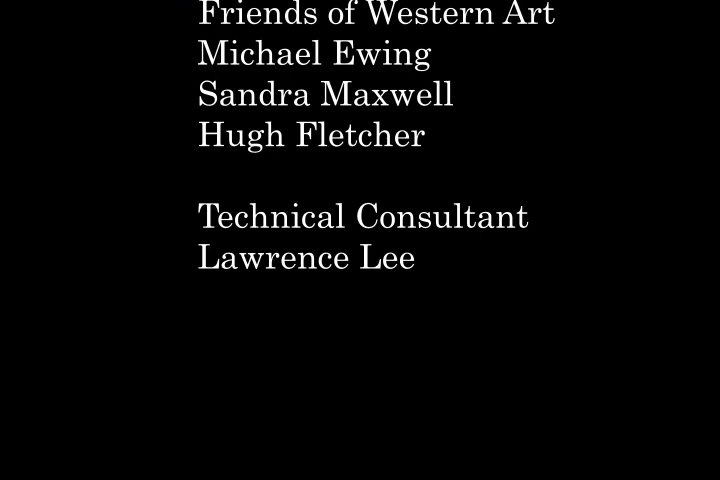 Friends of Western Art
Michael Ewing
Sandra Maxwell
Hugh Fletcher
Technical Consultant
Lawrence Lee